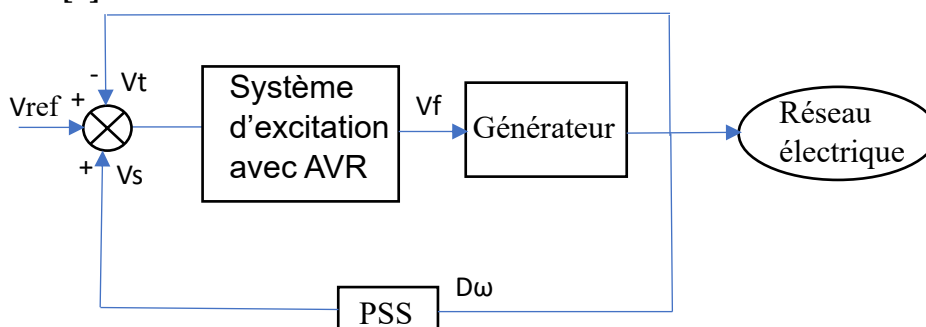 - Vt
Vref +
Système
d'excitation
avec AVR
Vf
Générateur
Réseau
électrique
+ Vs
Dω
PSS